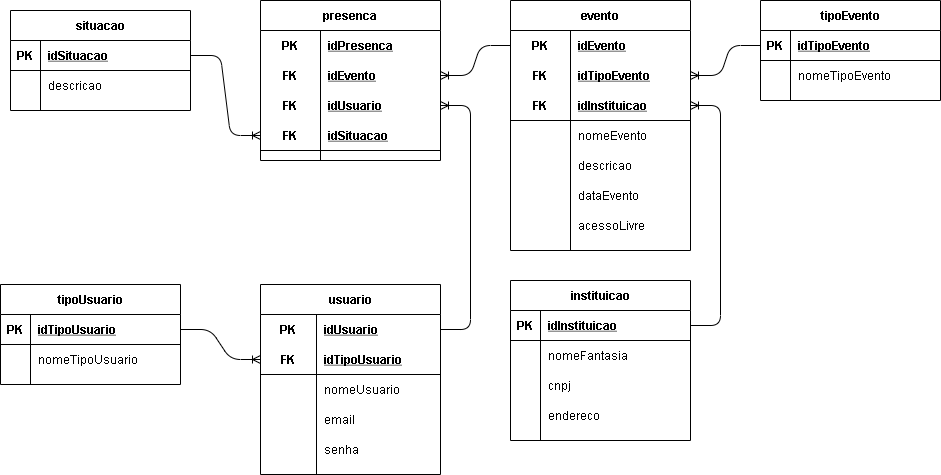 situacao
PK idSituacao
descricao
presenca
PK idPresenca
FK idEvento
FK idUsuario
FK idSituacao
evento
PK idEvento
FK idTipoEvento
FK idInstituicao
nomeEvento
descricao
dataEvento
acessoLivre
tipoEvento
PK idTipoEvento
nomeTipoEvento
tipoUsuario
PK idTipoUsuario
nomeTipoUsuario
usuario
PK idUsuario
FK idTipoUsuario
nomeUsuario
email
senha
instituicao
PK idInstituicao
nomeFantasia
cnpj
endereco